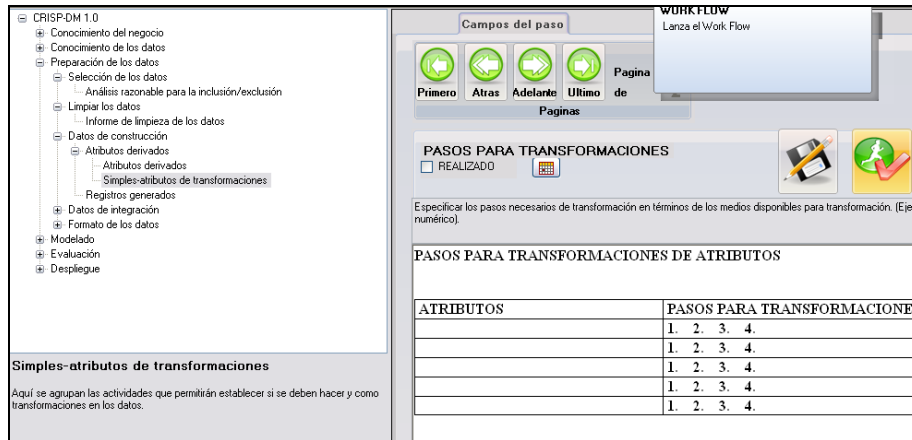 CRISP-DM 1.0
Conocimiento del negocio
Conocimiento de los datos
Preparación de los datos
Selección de los datos
Análisis razonable para la inclusión/exclusión
Limpiar los datos
Informe de limpieza de los datos
Datos de construcción
Atributos derivados
Atributos derivados
Simples-atributos de transformaciones
Registros generados
Datos de integración
Formato de los datos
Modelado
Evaluación
Despliegue
Simples-atributos de transformaciones
Aquí se agrupan las actividades que permitirán establecer si se deben hacer y como
transformaciones en los datos.
Campos del paso
WORKFLOW
Lanza el Work Flow
Primero Atras Adelante Ultimo
Pagina
de
Paginas
PASOS PARA TRANSFORMACIONES
REALIZADO
Especificar los pasos necesarios de transformación en términos de los medios disponibles para transformación. (Eje
numérico).
PASOS PARA TRANSFORMACIONES DE ATRIBUTOS
ATRIBUTOS PASOS PARA TRANSFORMACIONE
1. 2. 3. 4.
1. 2. 3. 4.
1. 2. 3. 4.
1. 2. 3. 4.
1. 2. 3. 4.